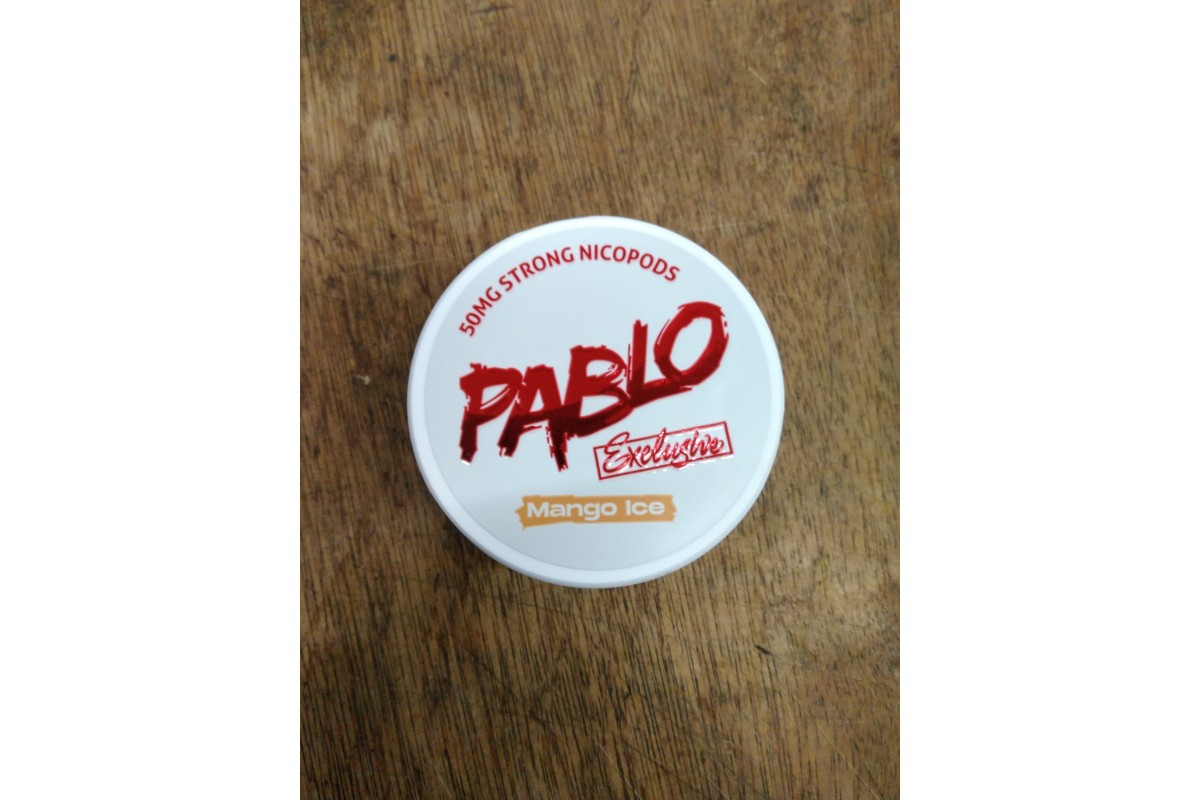 50MG STRONG NICOPODS
PABLO
Exclusive
Mango Ice